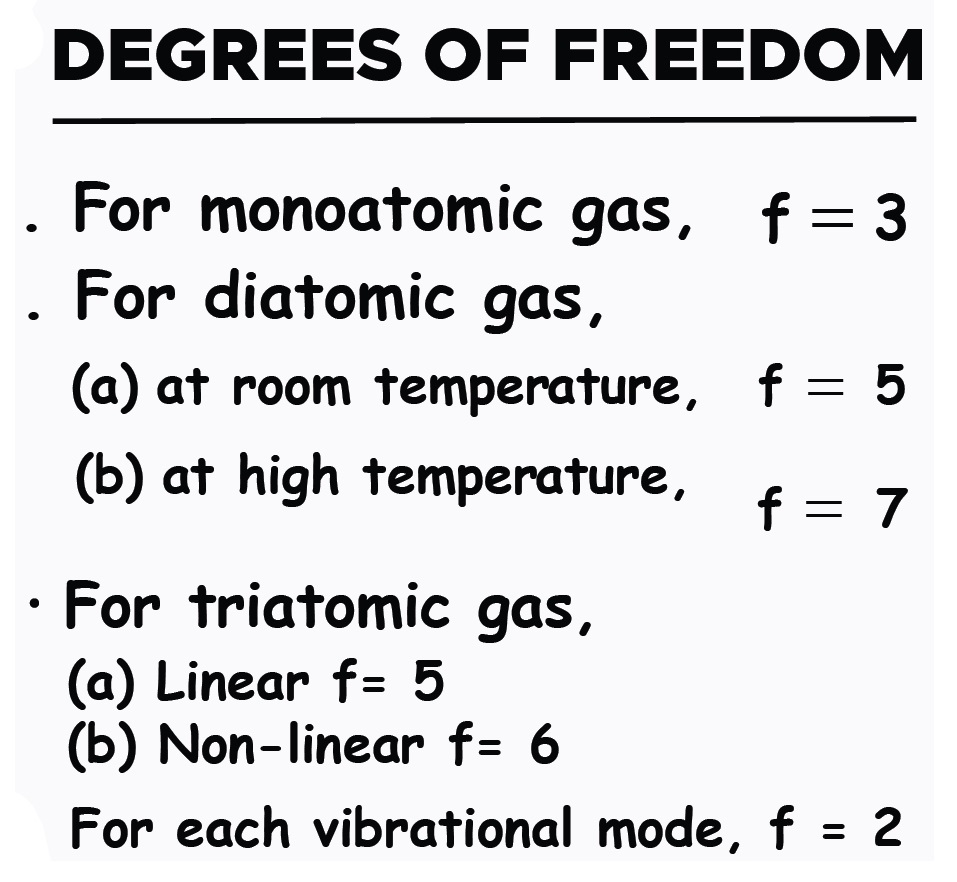 DEGREES OF FREEDOM
. For monoatomic gas, f = 3
. For diatomic gas,
(a) at room temperature, f = 5
(b) at high temperature, f = 7
· For triatomic gas,
(a) Linear f= 5
(b) Non-linear f= 6
For each vibrational mode, f = 2